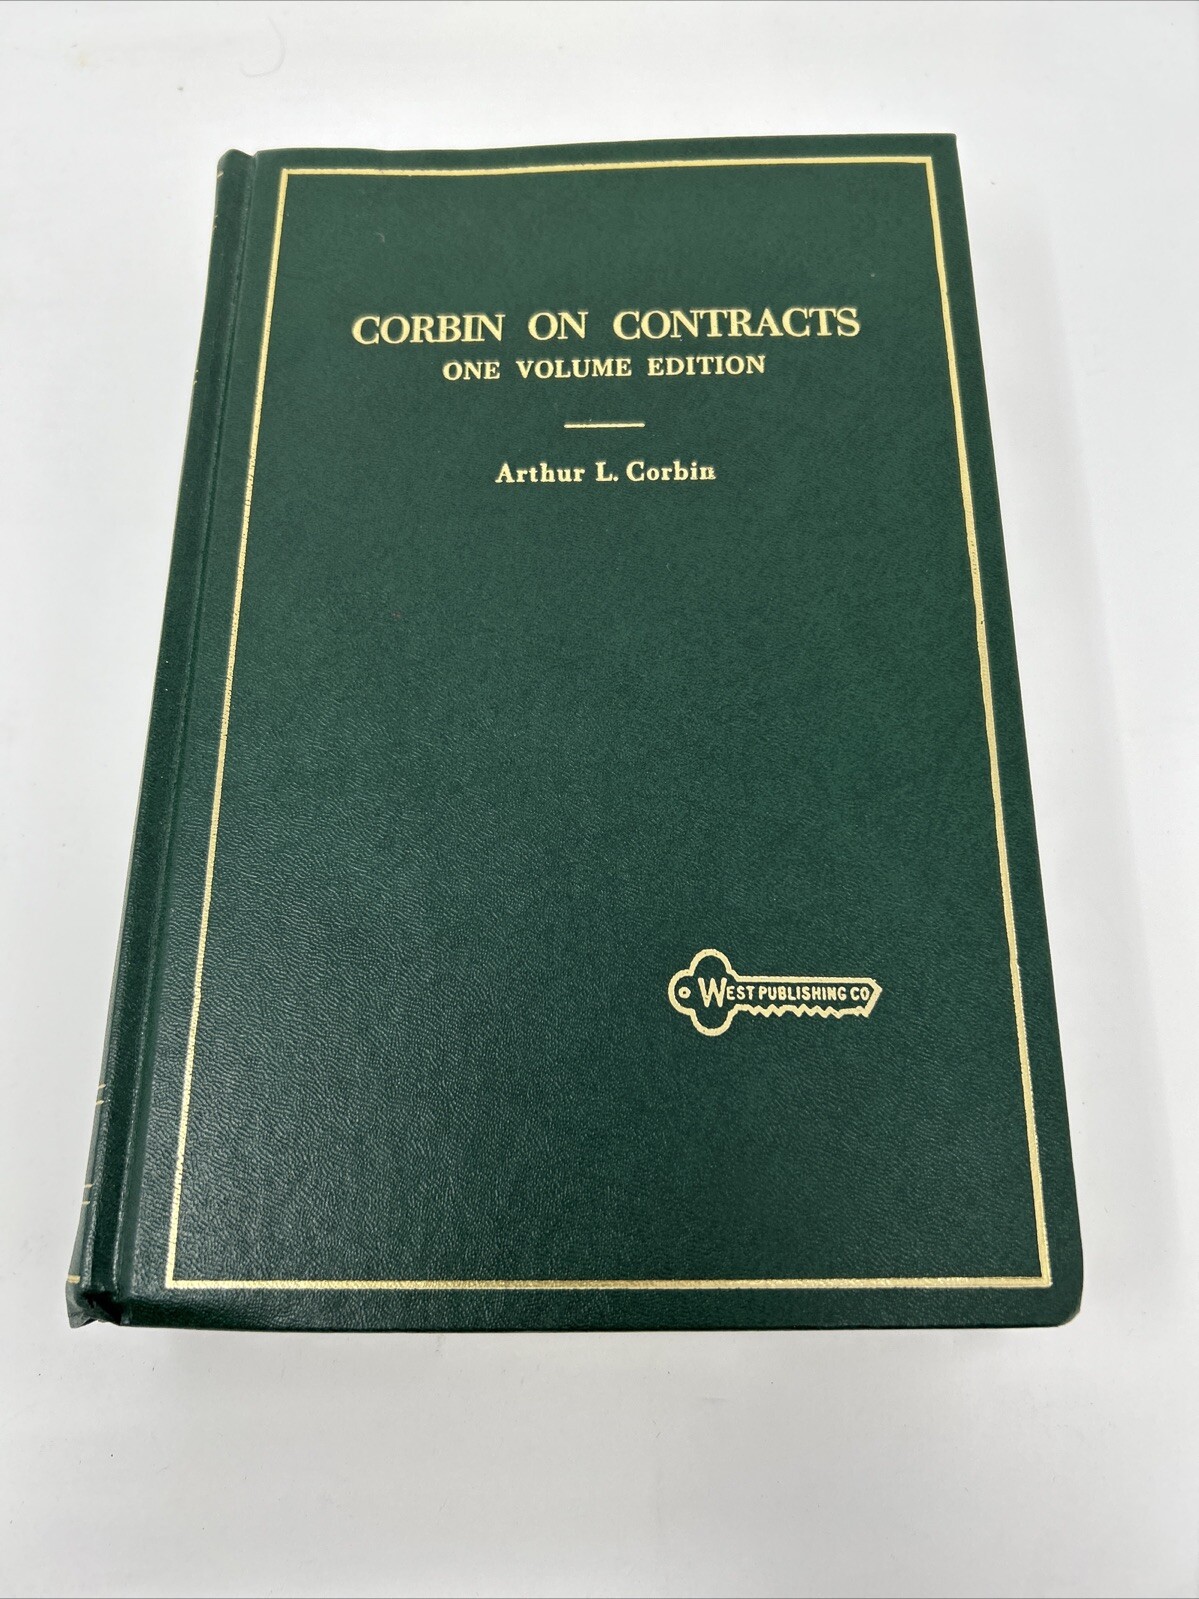 CORBIN ON CONTRACTS
ONE VOLUME EDITION
Arthur L. Corbin
WEST PUBLISHING CO